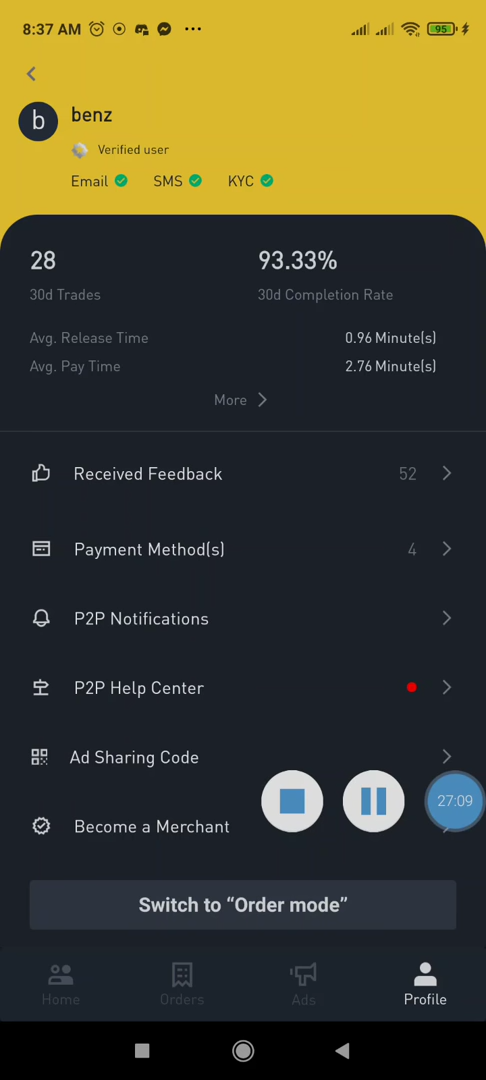 8:37 AM
95
b
benz
Verified user
Email SMS KYC
28 93.33%
30d Trades 30d Completion Rate
Avg. Release Time 0.96 Minute(s)
Avg. Pay Time 2.76 Minute(s)
More
Received Feedback 52
Payment Method(s) 4
P2P Notifications
P2P Help Center
Ad Sharing Code
27:09
Become a Merchant
Switch to “Order mode”
Home Orders Ads Profile